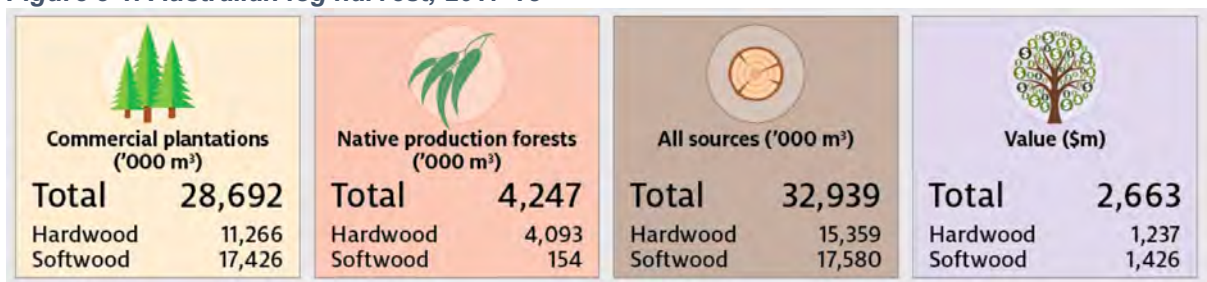 Commercial plantations
('000 m³)
Total 28,692
Hardwood 11,266
Softwood 17,426
Native production forests
('000 m³)
Total 4,247
Hardwood 4,093
Softwood 154
All sources ('000 m³)
Total 32,939
Hardwood 15,359
Softwood 17,580
Value ($m)
Total 2,663
Hardwood 1,237
Softwood 1,426